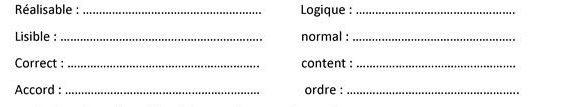 Réalisable : ...................................................... Logique : ................................................
Lisible : ............................................................. normal : .................................................
Correct : .......................................................... content : ................................................
Accord : ........................................................... ordre : ....................................................